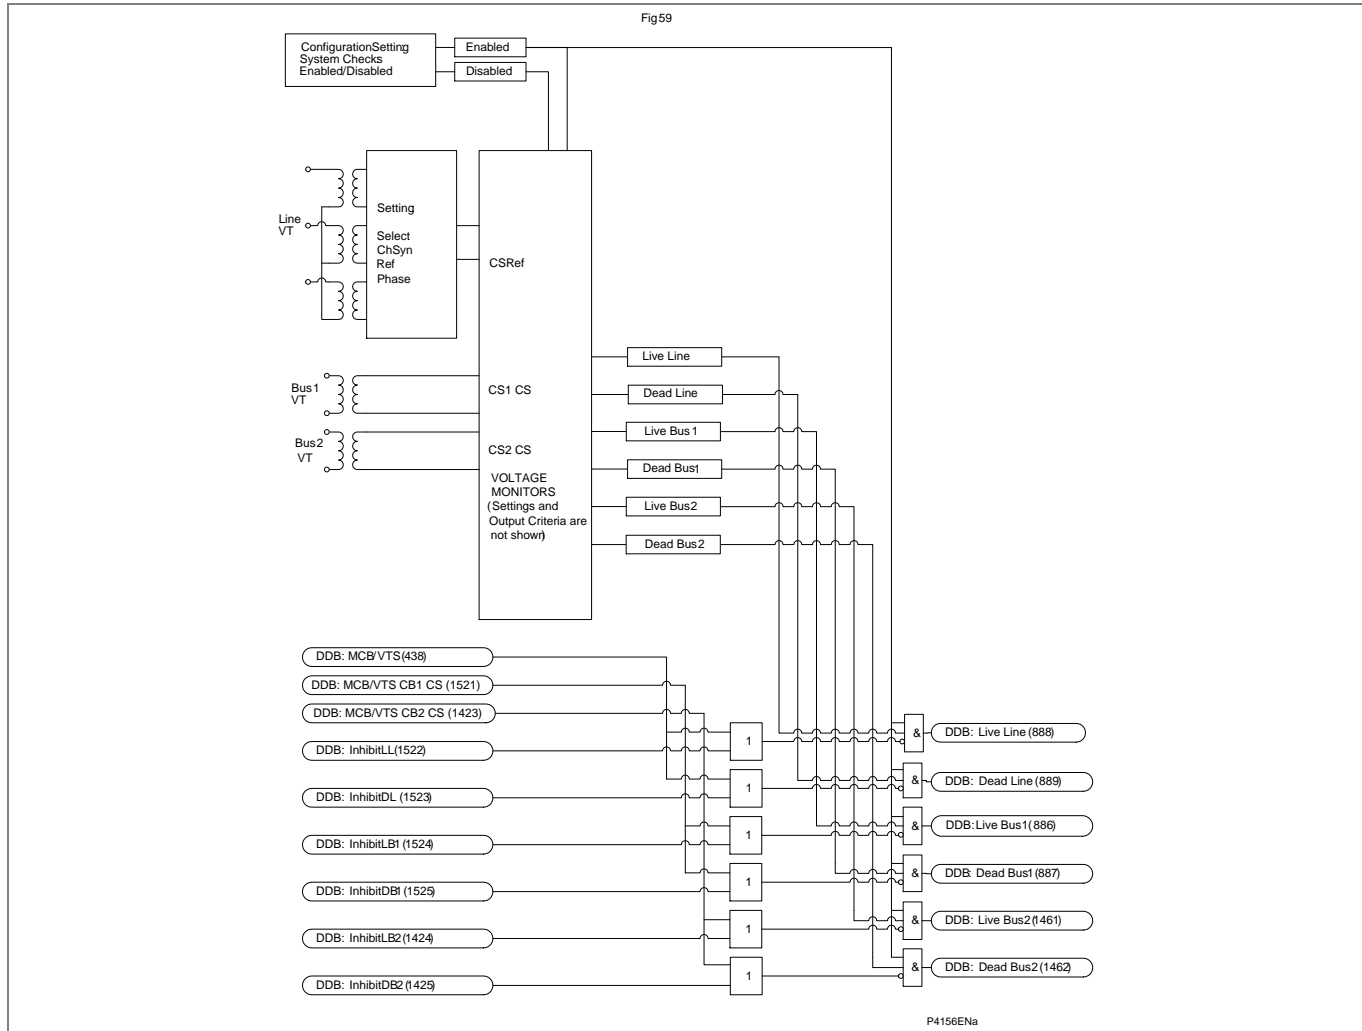 Fig 59
ConfigurationSetting
System Checks
Enabled/Disabled
Enabled
Disabled
Line
VT
Setting
Select
ChSyn
Ref
Phase
CSRef
Bus1
VT
CS1 CS
Bus2
VT
CS2 CS
VOLTAGE
MONITORS
(Settings and
Output Criteria are
not shown)
Live Line
Dead Line
Live Bus 1
Dead Bus1
Live Bus2
Dead Bus2
DDB: MCB/VTS(438)
DDB: MCB/VTS CB1 CS (1521)
DDB: MCB/VTS CB2 CS (1423)
DDB: InhibitLL(1522)
DDB: InhibitDL (1523)
DDB: InhibitLB1 (1524)
DDB: InhibitDB1 (1525)
DDB: InhibitLB2 (1424)
DDB: InhibitDB2 (1425)
1
1
1
1
1
1
&
&
&
&
&
&
DDB: Live Line (888)
DDB: Dead Line (889)
DDB:Live Bus1(886)
DDB: Dead Bus1 (887)
DDB: Live Bus2(1461)
DDB: Dead Bus2 (1462)
P4156ENa